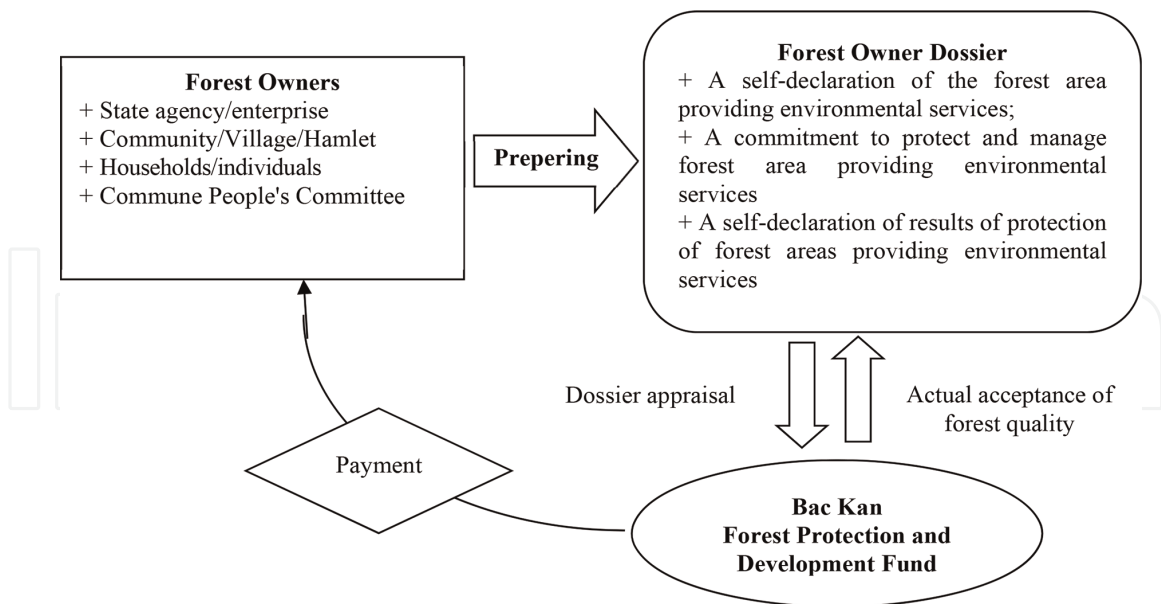 Forest Owners
+ State agency/enterprise
+ Community/Village/Hamlet
+ Households/individuals
+ Commune People's Committee
Prepering
Forest Owner Dossier
+ A self-declaration of the forest area
providing environmental services;
+ A commitment to protect and manage
forest area providing environmental
services
+ A self-declaration of results of protection
of forest areas providing environmental
services
Dossier appraisal
Actual acceptance of
forest quality
Payment
Bac Kan
Forest Protection and
Development Fund